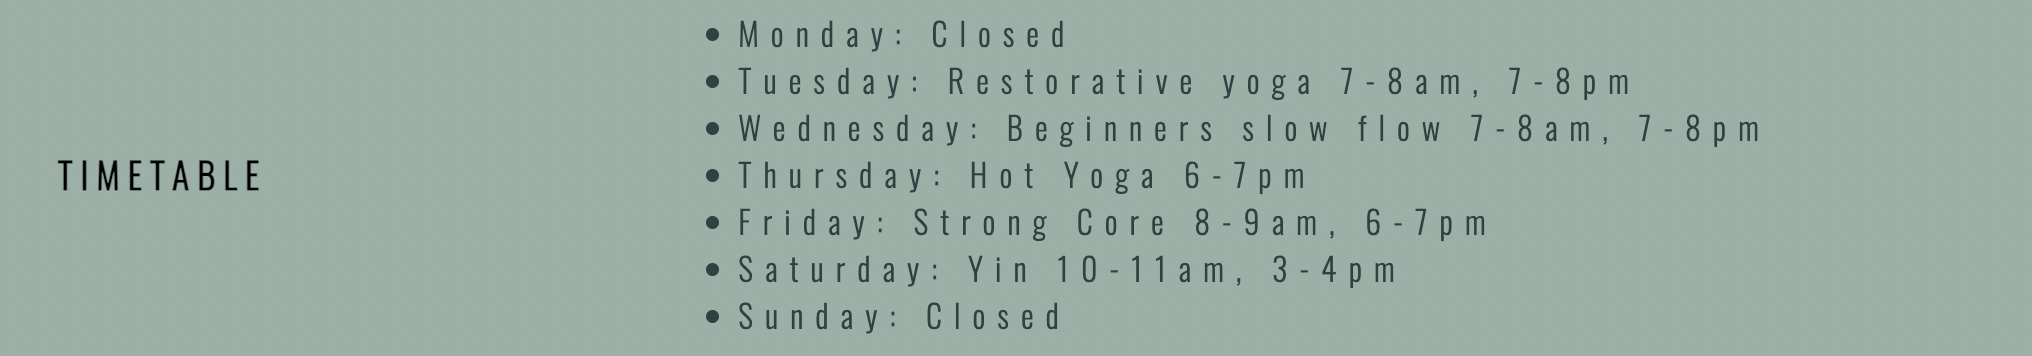 TIMETABLE
• Monday: Closed
• Tuesday: Restorative yoga 7-8am, 7-8pm
• Wednesday: Beginners slow flow 7-8am, 7-8pm
• Thursday: Hot Yoga 6-7pm
• Friday: Strong Core 8-9am, 6-7pm
• Saturday: Yin 10-11am, 3-4pm
• Sunday: Closed